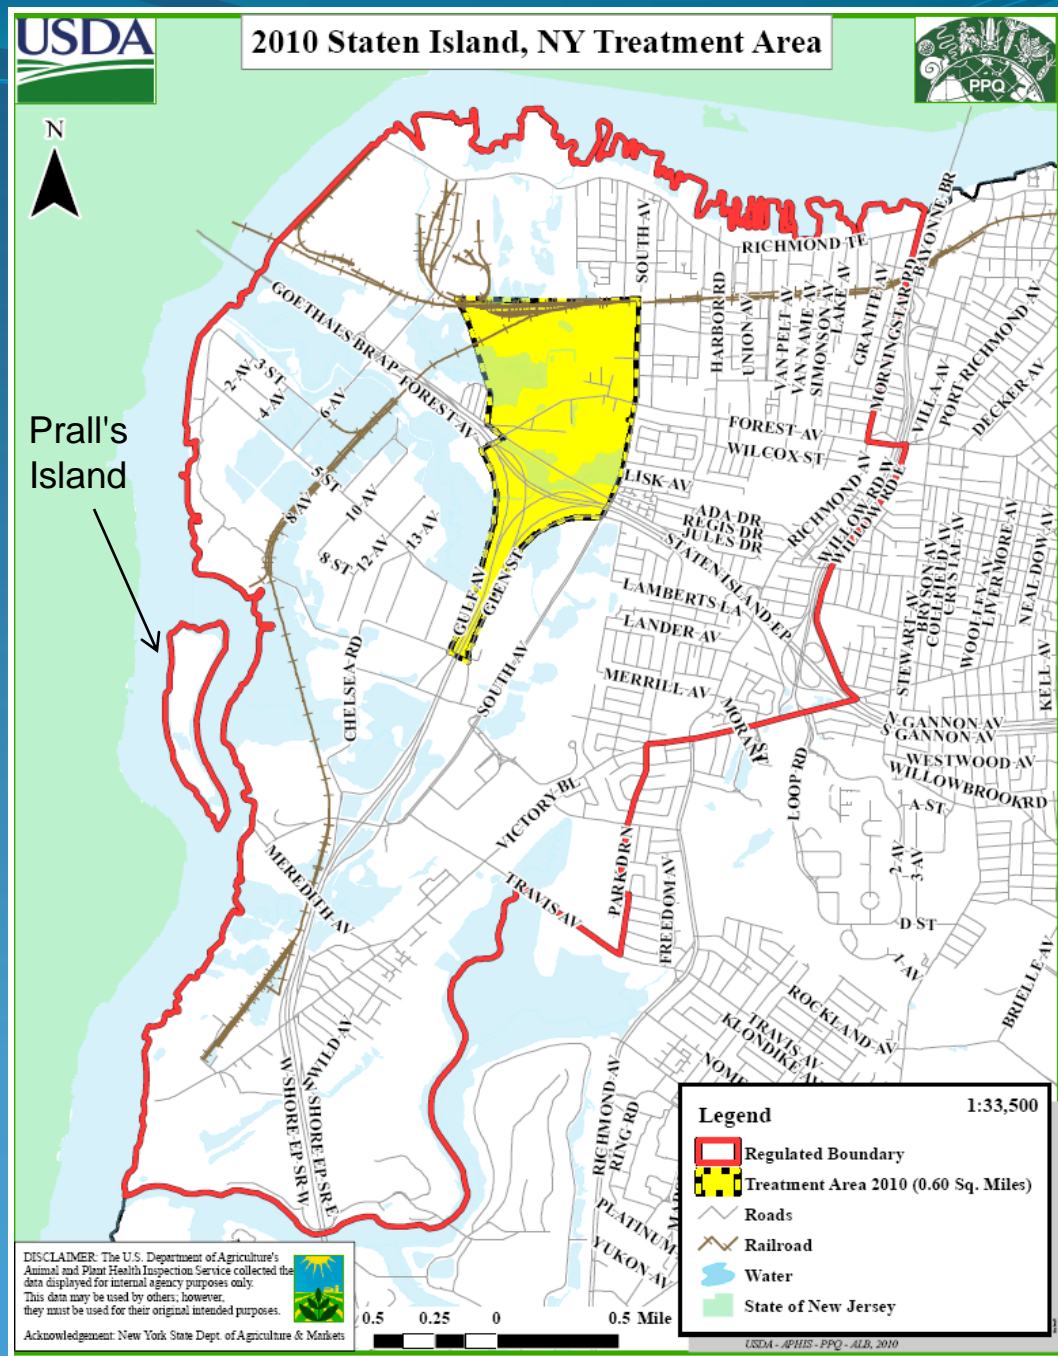 USDA
2010 Staten Island, NY Treatment Area
PPQ
N
BAYONNE BR
SOUTH AV
RICHMOND TE
GOETHALS BR AP
FOREST AV
HARBOR RD
UNION AV
VAN PELT AV
VAN NAME AV
SIMONSON AV
LAKE AV
GRANITE AV
MORNINGSTAR RD
VILLA AV
PORT RICHMOND AV
DECKER AV
2 AV
3 ST
4 AV
6 AV
Prall's
Island
5 ST
8 AV
10 AV
8 ST
12 AV
13 AV
FOREST AV
WILCOX ST
LISK AV
ADA DR
REGIS DR
JULES DR
RICHMOND AV
WILLOW RD W
WILLOW RD E
STATEN ISLAND EP
GULF AV
GLEN ST
LAMBERTS LA
LANDER AV
MERRILL AV
MORANI ST
STEWART AV
BRYSON AV
COLLFIELD AV
CRYSTAL AV
WOOLLEY AV
LIVERMORE AV
NEAL DOW AV
KELL AV
CHELSEA RD
SOUTH AV
N GANNON AV
S GANNON AV
WESTWOOD AV
WILLOWBROOK RD
LOOP RD
A ST
2 AV
3 AV
D ST
1 AV
BRIELLE AV
VICTORY BL
MEREDITH AV
TRAVIS AV
PARK DR N
FREEDOM AV
ROCKLAND AV
TRAVIS AV
KLONDIKE AV
NOME
WILD AV
W SHORE EP SR W
W SHORE EP SR E
RICHMOND AV
RING RD
PLATINUM
YUKON AV
Legend
1:33,500
Regulated Boundary
Treatment Area 2010 (0.60 Sq. Miles)
Roads
Railroad
Water
State of New Jersey
DISCLAIMER: The U.S. Department of Agriculture's
Animal and Plant Health Inspection Service collected the
data displayed for internal agency purposes only.
This data may be used by others; however,
they must be used for their original intended purposes.
Acknowledgement: New York State Dept. of Agriculture & Markets
0.5 0.25 0 0.5 Mile
USDA - APHIS - PPQ - ALB, 2010